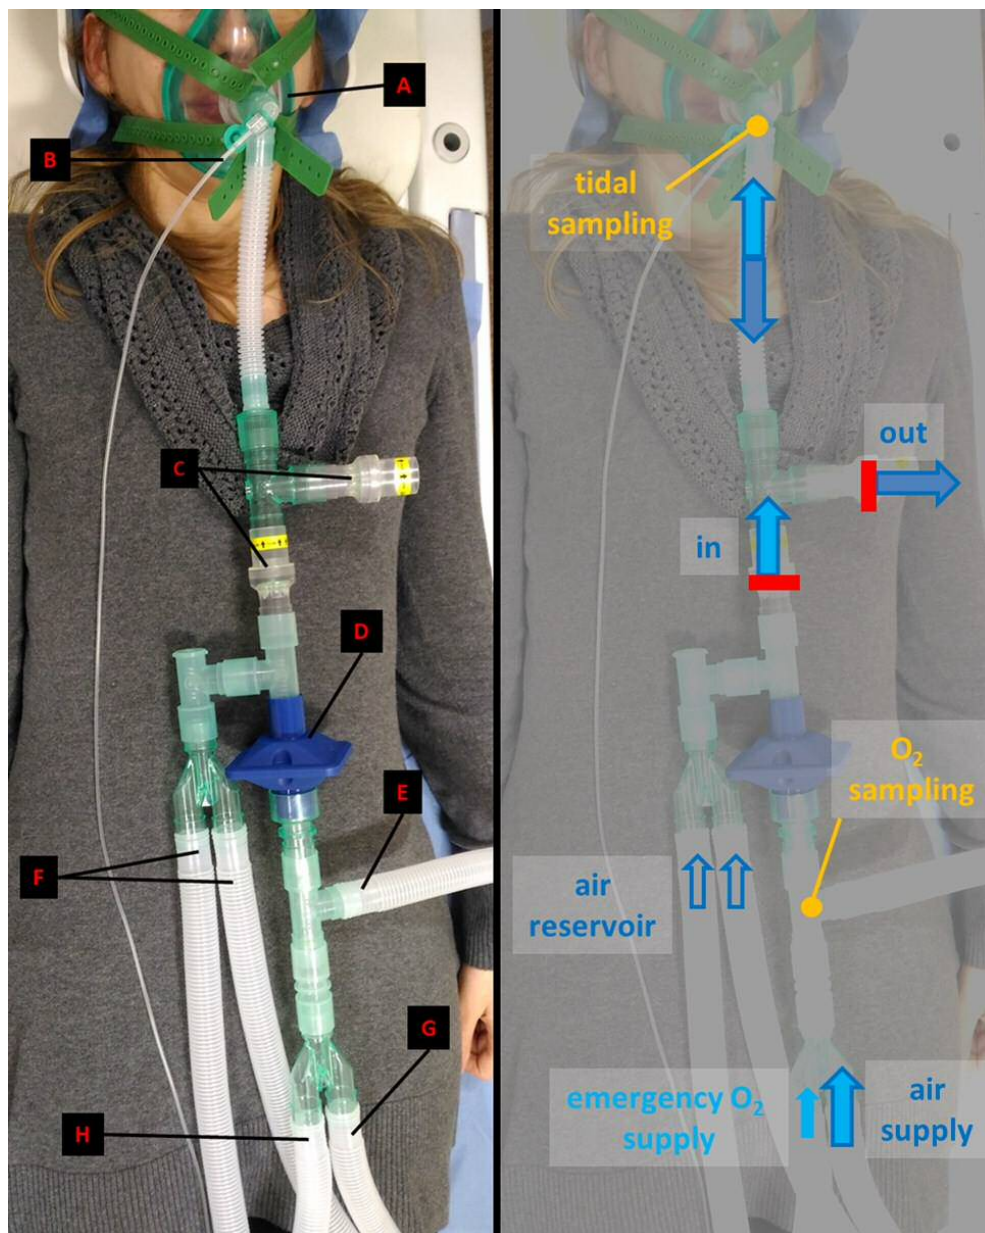 A
B
C
D
E
F
G
H
tidal
sampling
out
in
O₂
sampling
air
reservoir
emergency O₂
supply
air
supply